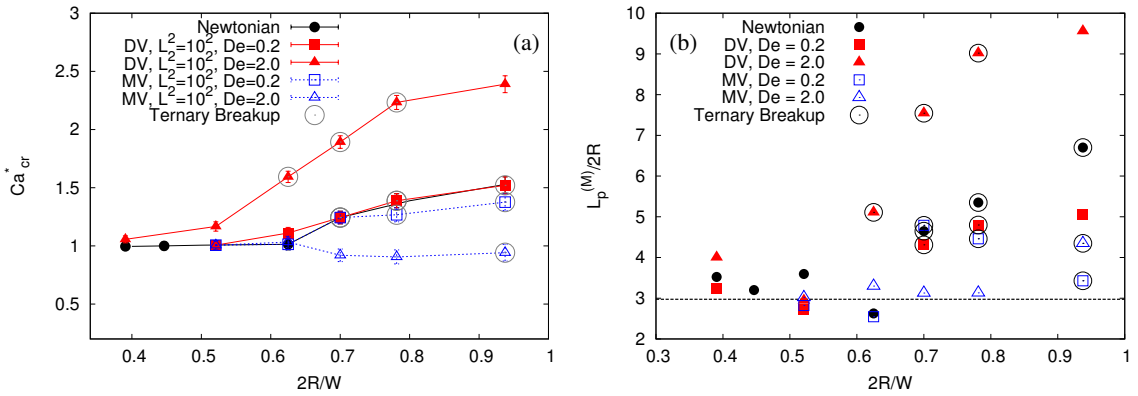 (a)
Newtonian
DV, L²=10², De=0.2
DV, L²=10², De=2.0
MV, L²=10², De=0.2
MV, L²=10², De=2.0
Ternary Breakup
3
2.5
2
1.5
1
0.5
Ca*cr
0.4 0.5 0.6 0.7 0.8 0.9 1
2R/W
(b)
Newtonian
DV, De = 0.2
DV, De = 2.0
MV, De = 0.2
MV, De = 2.0
Ternary Breakup
10
9
8
7
6
5
4
3
2
Lp(M)/2R
0.3 0.4 0.5 0.6 0.7 0.8 0.9 1
2R/W